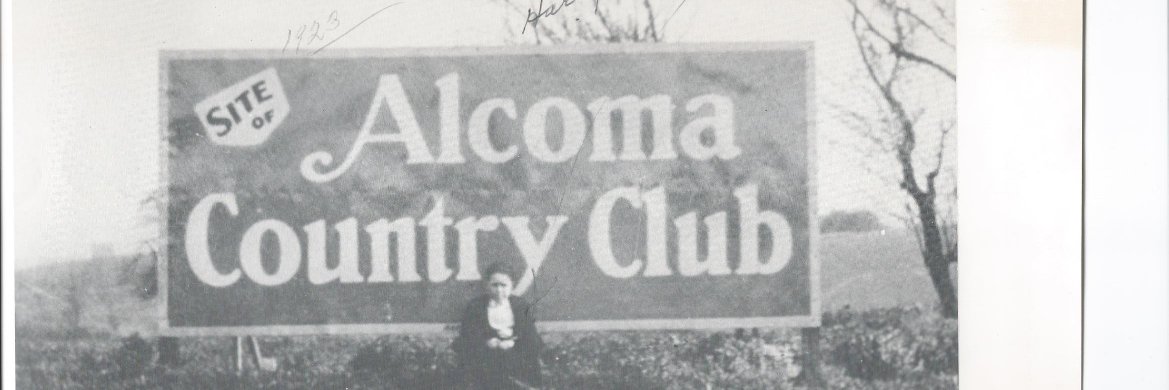 1923
SITE
OF
Alcoma
Country Club